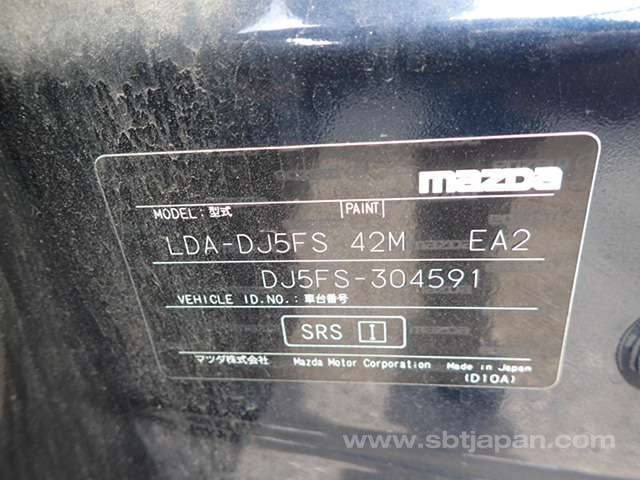 mazda
MODEL:型式 |PAINT|
LDA-DJ5FS 42M EA2
DJ5FS-304591
VEHICLE ID.NO.:車台番号
SRS I
マツダ株式会社 Mazda Motor Corporation Made in Japan
(D10A)
www.sbtjapan.com